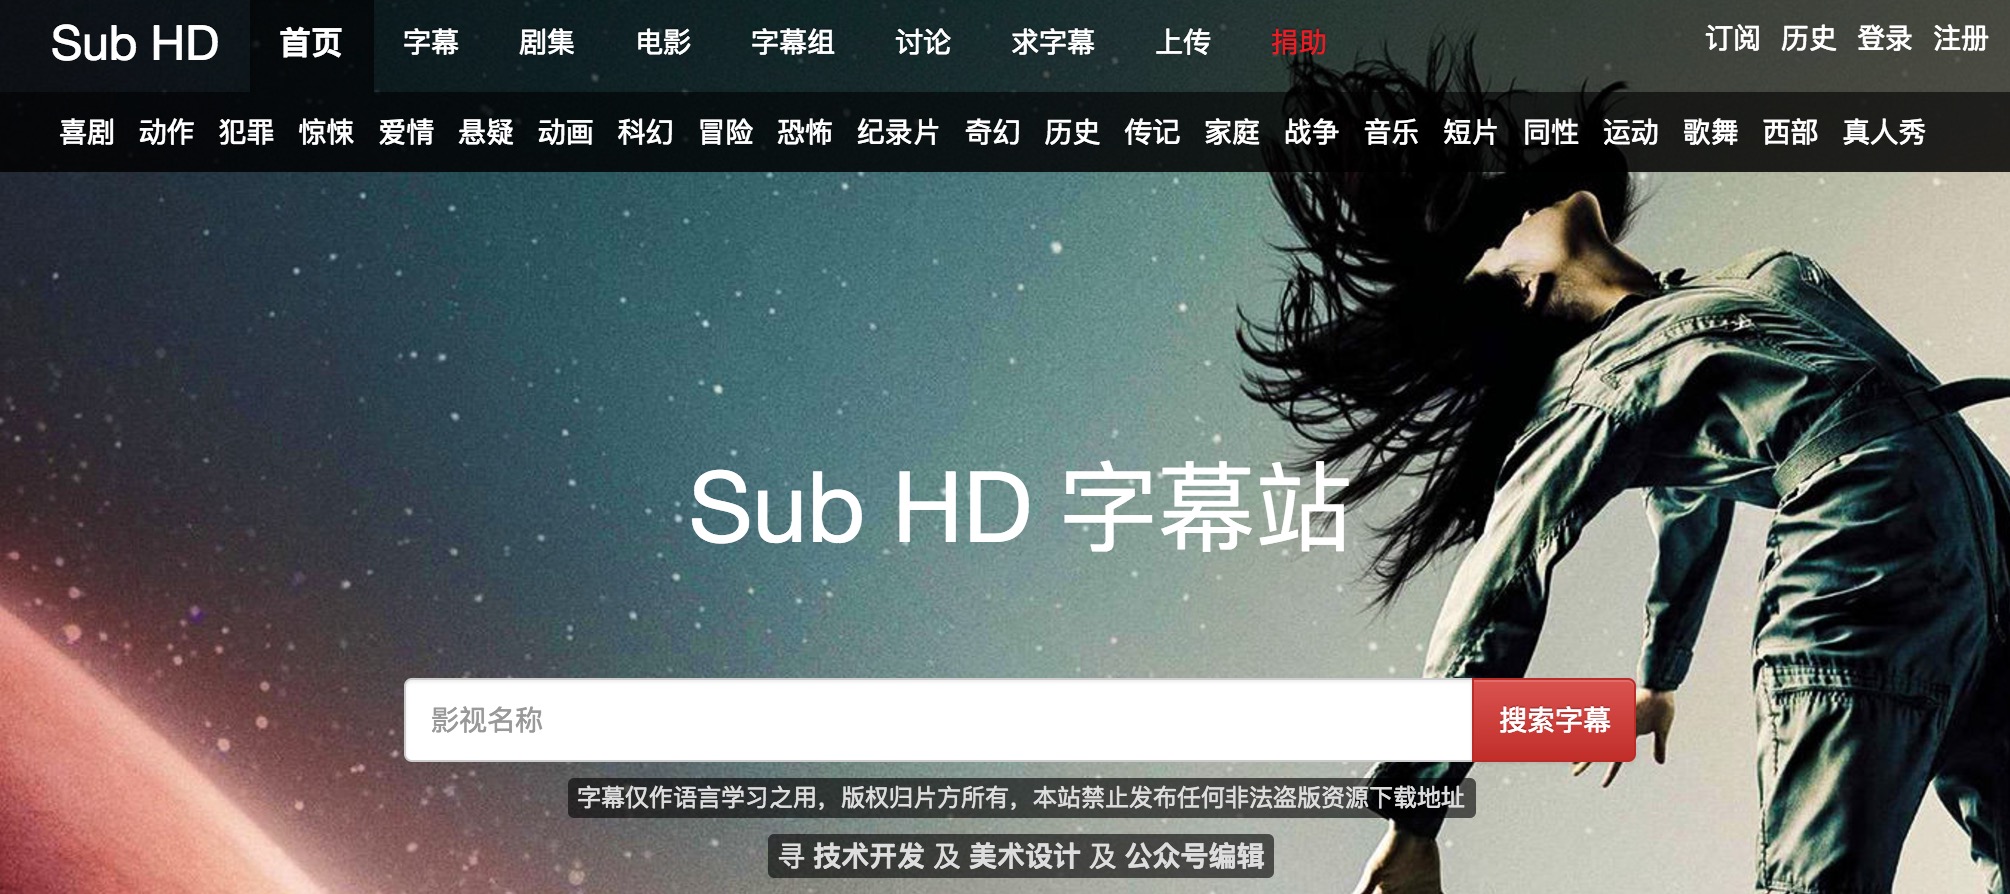 Sub HD 首页 字幕 剧集 电影 字幕组 讨论 求字幕 上传 捐助 订阅 历史 登录 注册
喜剧 动作 犯罪 惊悚 爱情 悬疑 动画 科幻 冒险 恐怖 纪录片 奇幻 历史 传记 家庭 战争 音乐 短片 同性 运动 歌舞 西部 真人秀
Sub HD 字幕站
影视名称 搜索字幕
字幕仅作语言学习之用，版权归片方所有，本站禁止发布任何非法盗版资源下载地址
寻 技术开发 及 美术设计 及 公众号编辑